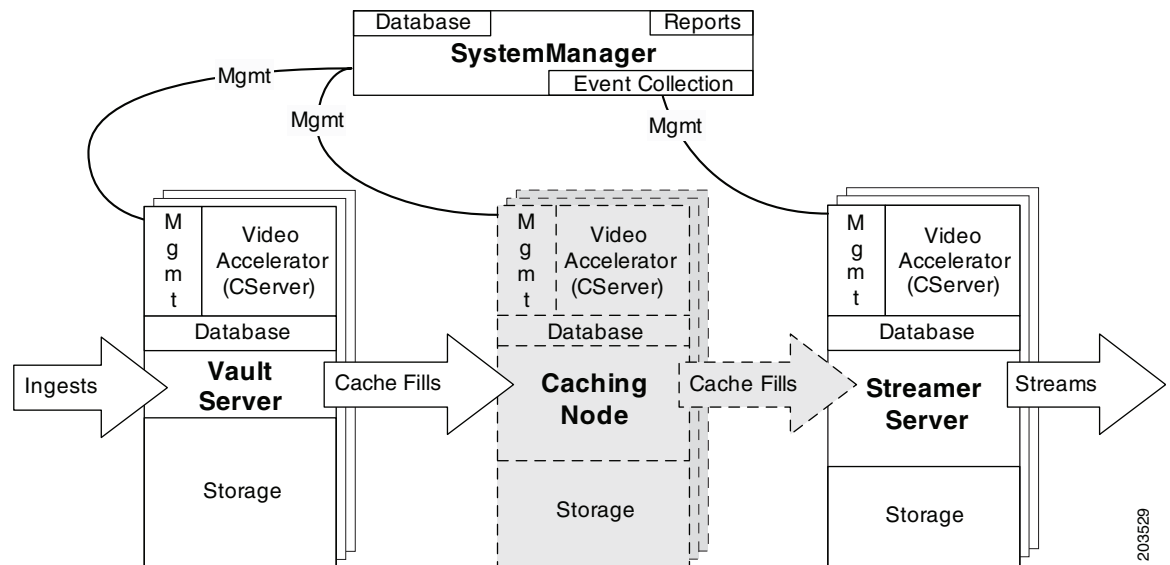 Database
Reports
SystemManager
Event Collection
Mgmt
Mgmt
Mgmt
M
g
m
t
Video
Accelerator
(CServer)
Database
Vault
Server
Storage
M
g
m
t
Video
Accelerator
(CServer)
Database
Caching
Node
Storage
M
g
m
t
Video
Accelerator
(CServer)
Database
Streamer
Server
Storage
Ingests
Cache Fills
Cache Fills
Streams
203529